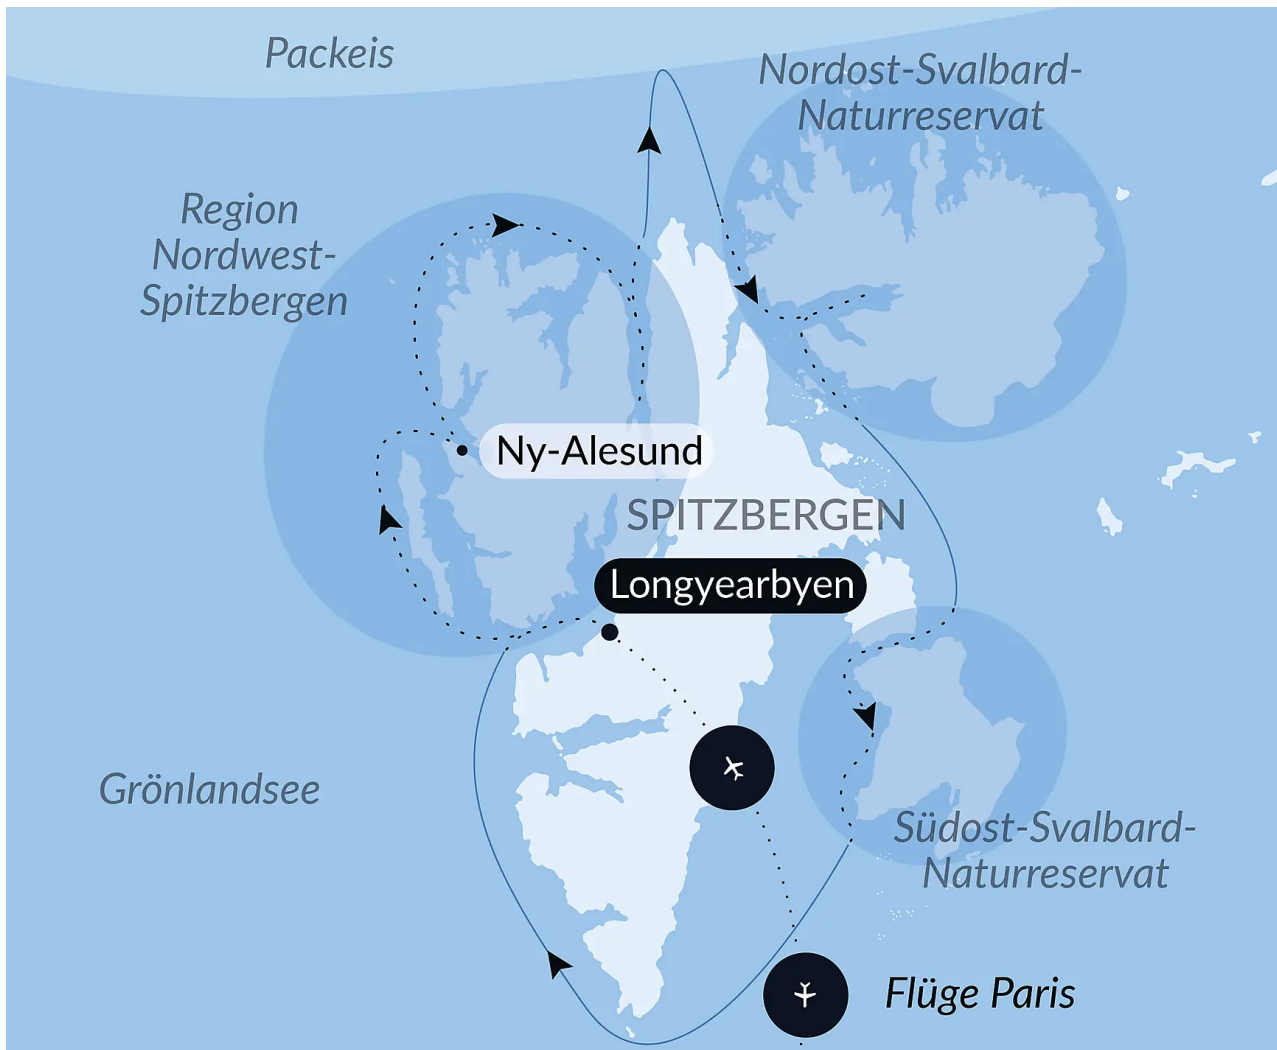 Packeis
Nordost-Svalbard-
Naturreservat
Region
Nordwest-
Spitzbergen
Ny-Alesund
SPITZBERGEN
Longyearbyen
Grönlandsee
Südost-Svalbard-
Naturreservat
Flüge Paris